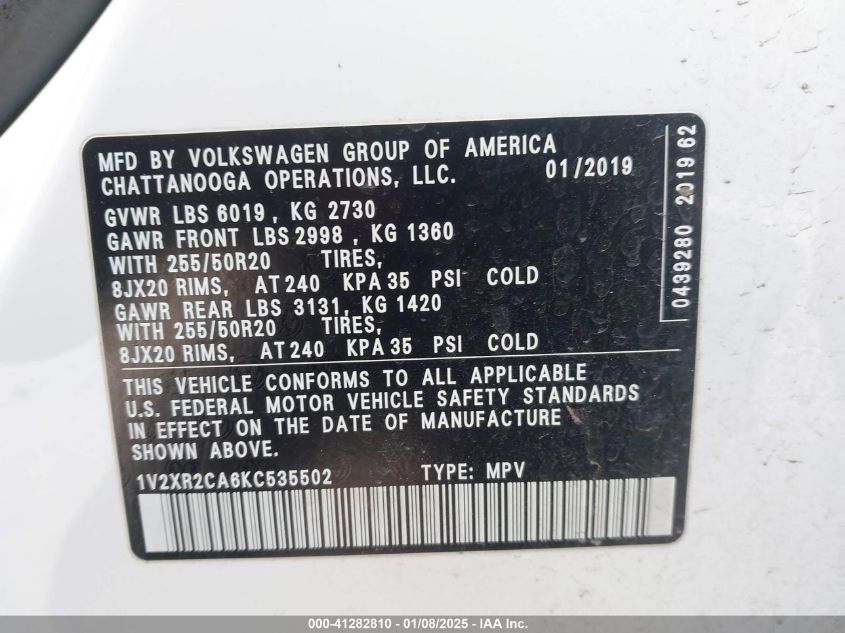 MFD BY VOLKSWAGEN GROUP OF AMERICA
CHATTANOOGA OPERATIONS, LLC. 01/2019
GVWR LBS 6019, KG 2730
GAWR FRONT LBS 2998, KG 1360
WITH 255/50R20 TIRES,
8JX20 RIMS, AT 240 KPA 35 PSI COLD
GAWR REAR LBS 3131, KG 1420
WITH 255/50R20 TIRES,
8JX20 RIMS, AT 240 KPA 35 PSI COLD
THIS VEHICLE CONFORMS TO ALL APPLICABLE
U.S. FEDERAL MOTOR VEHICLE SAFETY STANDARDS
IN EFFECT ON THE DATE OF MANUFACTURE
SHOWN ABOVE.
1V2XR2CA6KC535502 TYPE: MPV
0439280 2019 62
000-41282810 - 01/08/2025 - IAA Inc.